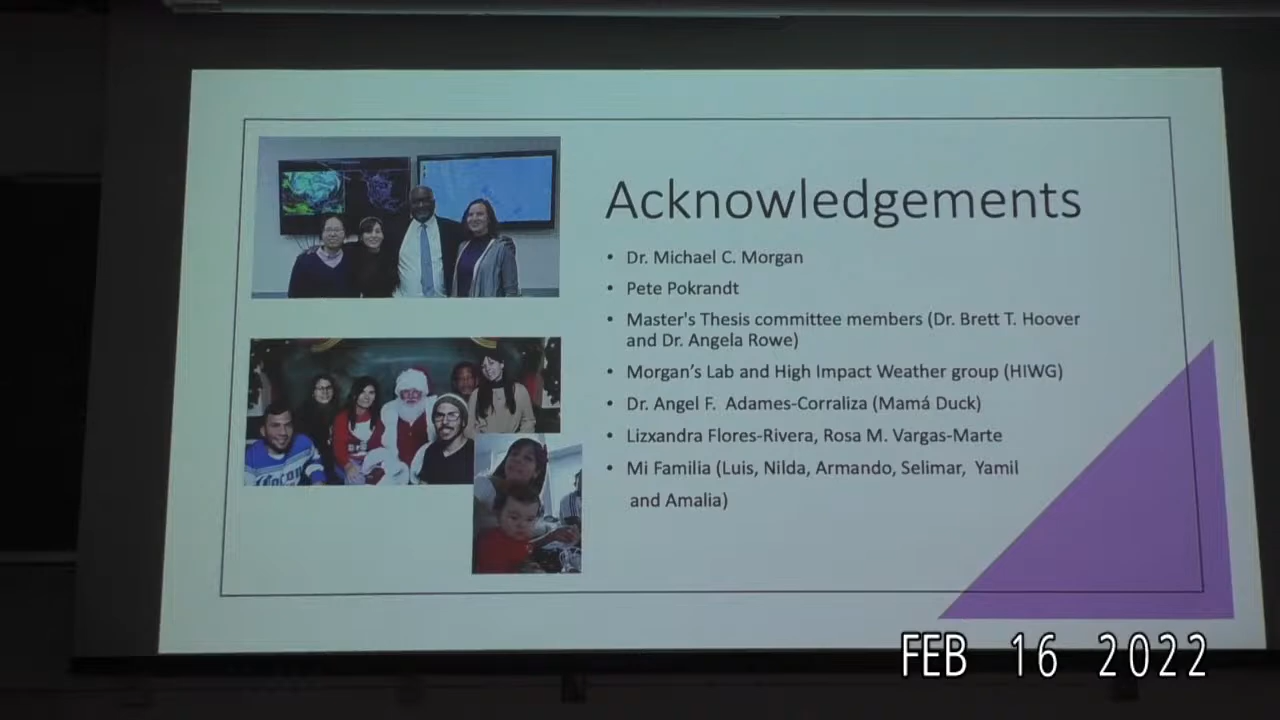 Acknowledgements
• Dr. Michael C. Morgan
• Pete Pokrandt
• Master's Thesis committee members (Dr. Brett T. Hoover
and Dr. Angela Rowe)
• Morgan's Lab and High Impact Weather group (HIWG)
• Dr. Angel F. Adames-Corraliza (Mamá Duck)
• Lizxandra Flores-Rivera, Rosa M. Vargas-Marte
• Mi Familia (Luis, Nilda, Armando, Selimar, Yamil
and Amalia)
FEB 16 2022